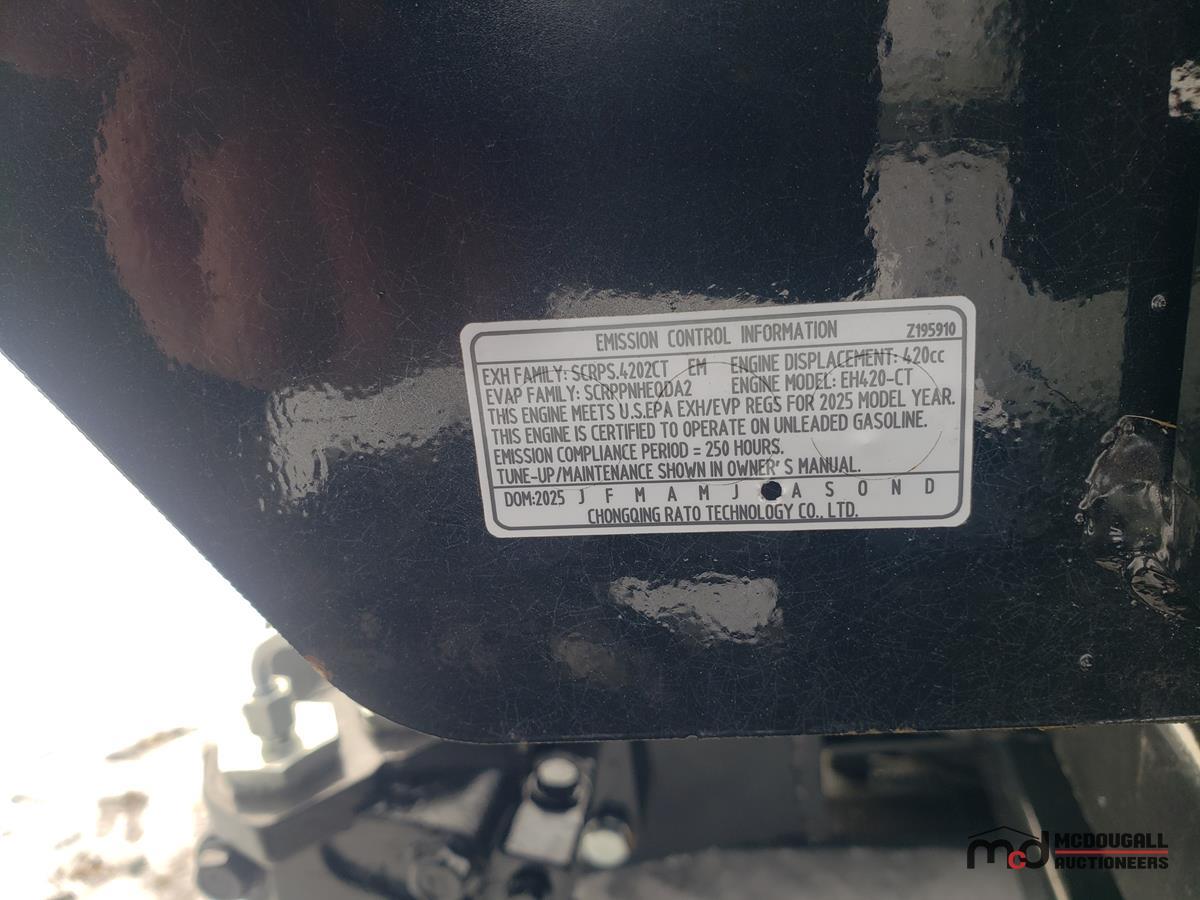 EMISSION CONTROL INFORMATION Z195910
EXH FAMILY: SCRPS.4202CT EM ENGINE DISPLACEMENT: 420cc
EVAP FAMILY: SCRPPNHEQDA2 ENGINE MODEL: EH420-CT
THIS ENGINE MEETS U.S.EPA EXH/EVP REGS FOR 2025 MODEL YEAR.
THIS ENGINE IS CERTIFIED TO OPERATE ON UNLEADED GASOLINE.
EMISSION COMPLIANCE PERIOD = 250 HOURS.
TUNE-UP/MAINTENANCE SHOWN IN OWNER'S MANUAL.
DOM:2025 J F M A M J A S O N D
CHONGQING RATO TECHNOLOGY CO., LTD.
mcd MCDOUGALL
AUCTIONEERS